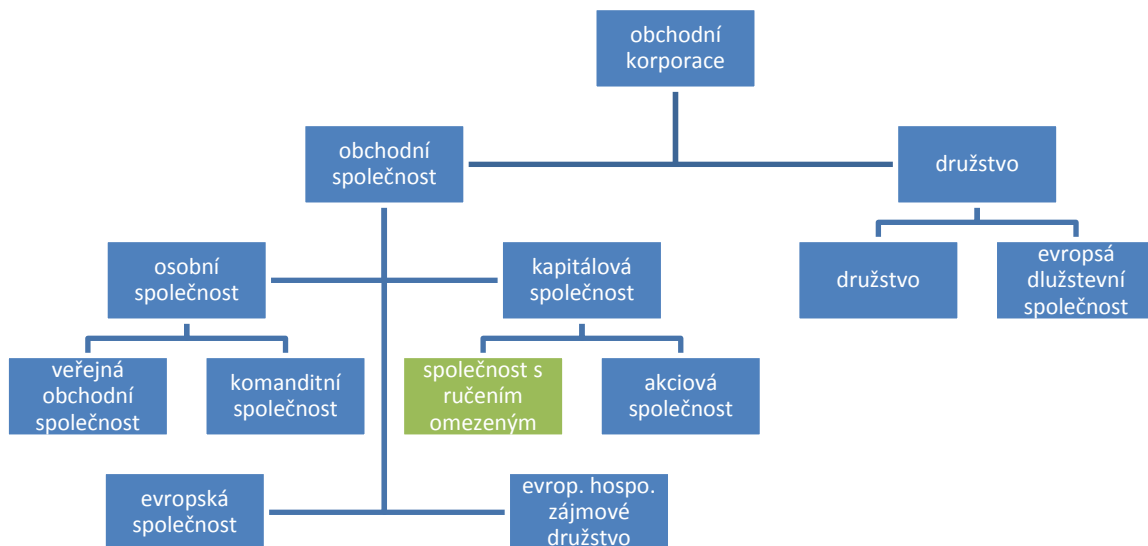 obchodní
korporace
obchodní
společnost
družstvo
osobní
společnost
kapitálová
společnost
družstvo
evropsá
dlužstevní
společnost
veřejná
obchodní
společnost
komanditní
společnost
společnost s
ručením
omezeným
akciová
společnost
evropská
společnost
evrop. hospo.
zájmové
družstvo